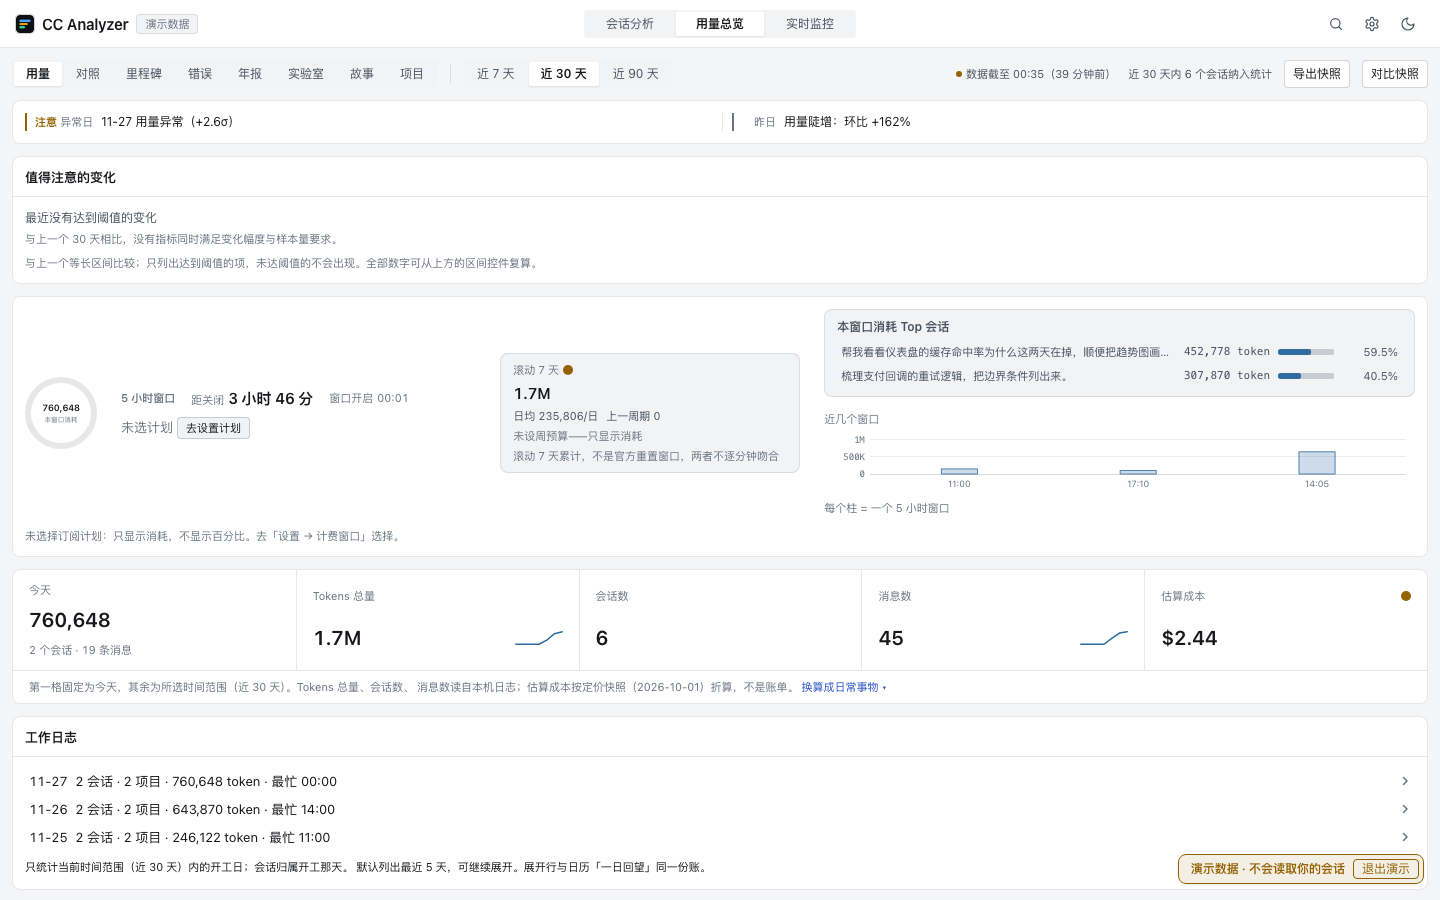 CC Analyzer 演示数据 会话分析 用量总览 实时监控
用量 对照 里程碑 错误 年报 实验室 故事 项目 近 7 天 近 30 天 近 90 天 数据截至 00:35（39 分钟前） 近 30 天内 6 个会话纳入统计 导出快照 对比快照
注意 异常日 11-27 用量异常（+2.6σ） 昨日 用量陡增：环比 +162%
值得注意的变化
最近没有达到阈值的变化
与上一个 30 天相比，没有指标同时满足变化幅度与样本量要求。
与上一个等长区间比较；只列出达到阈值的项，未达阈值的不会出现。全部数字可从上方的区间控件复算。
760,648
本窗口消耗
5 小时窗口 距关闭 3 小时 46 分 窗口开启 00:01
未选计划 去设置计划
滚动 7 天
1.7M
日均 235,806/日 上一周期 0
未设周预算——只显示消耗
滚动 7 天累计，不是官方重置窗口，两者不逐分钟吻合
本窗口消耗 Top 会话
帮我看看仪表盘的缓存命中率为什么这两天在掉，顺便把趋势图画... 452,778 token 59.5%
梳理支付回调的重试逻辑，把边界条件列出来。 307,870 token 40.5%
近几个窗口
1M
500K
0
11:00 17:10 14:05
每个柱 = 一个 5 小时窗口
未选择订阅计划：只显示消耗，不显示百分比。去「设置 → 计费窗口」选择。
今天
760,648
2 个会话 · 19 条消息
Tokens 总量
1.7M
会话数
6
消息数
45
估算成本
$2.44
第一格固定为今天，其余为所选时间范围（近 30 天）。Tokens 总量、会话数、消息数读自本机日志；估算成本按定价快照（2026-10-01）折算，不是账单。 换算成日常事物
工作日志
11-27 2 会话 · 2 项目 · 760,648 token · 最忙 00:00
11-26 2 会话 · 2 项目 · 643,870 token · 最忙 14:00
11-25 2 会话 · 2 项目 · 246,122 token · 最忙 11:00
只统计当前时间范围（近 30 天）内的开工日；会话归属开工那天。 默认列出最近 5 天，可继续展开。展开行与日历「一日回望」同一份账。
演示数据 · 不会读取你的会话 退出演示